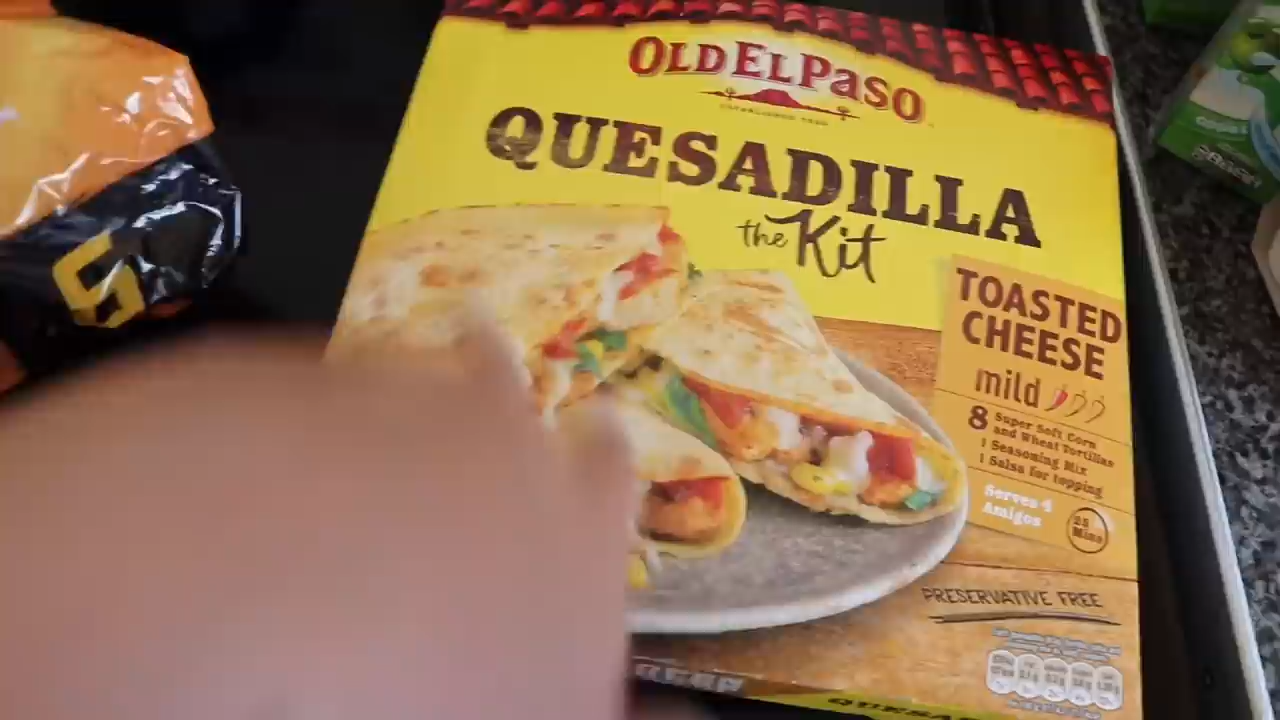 OLD EL PASO
QUESADILLA
the Kit
TOASTED
CHEESE
mild
8 Super Soft Corn
and Wheat Tortillas
1 Seasoning Mix
1 Salsa for topping
Serves 4
Amigos
25
Mins
PRESERVATIVE FREE